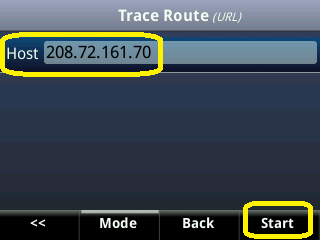 Trace Route (URL)
Host 208.72.161.70
<< Mode Back Start